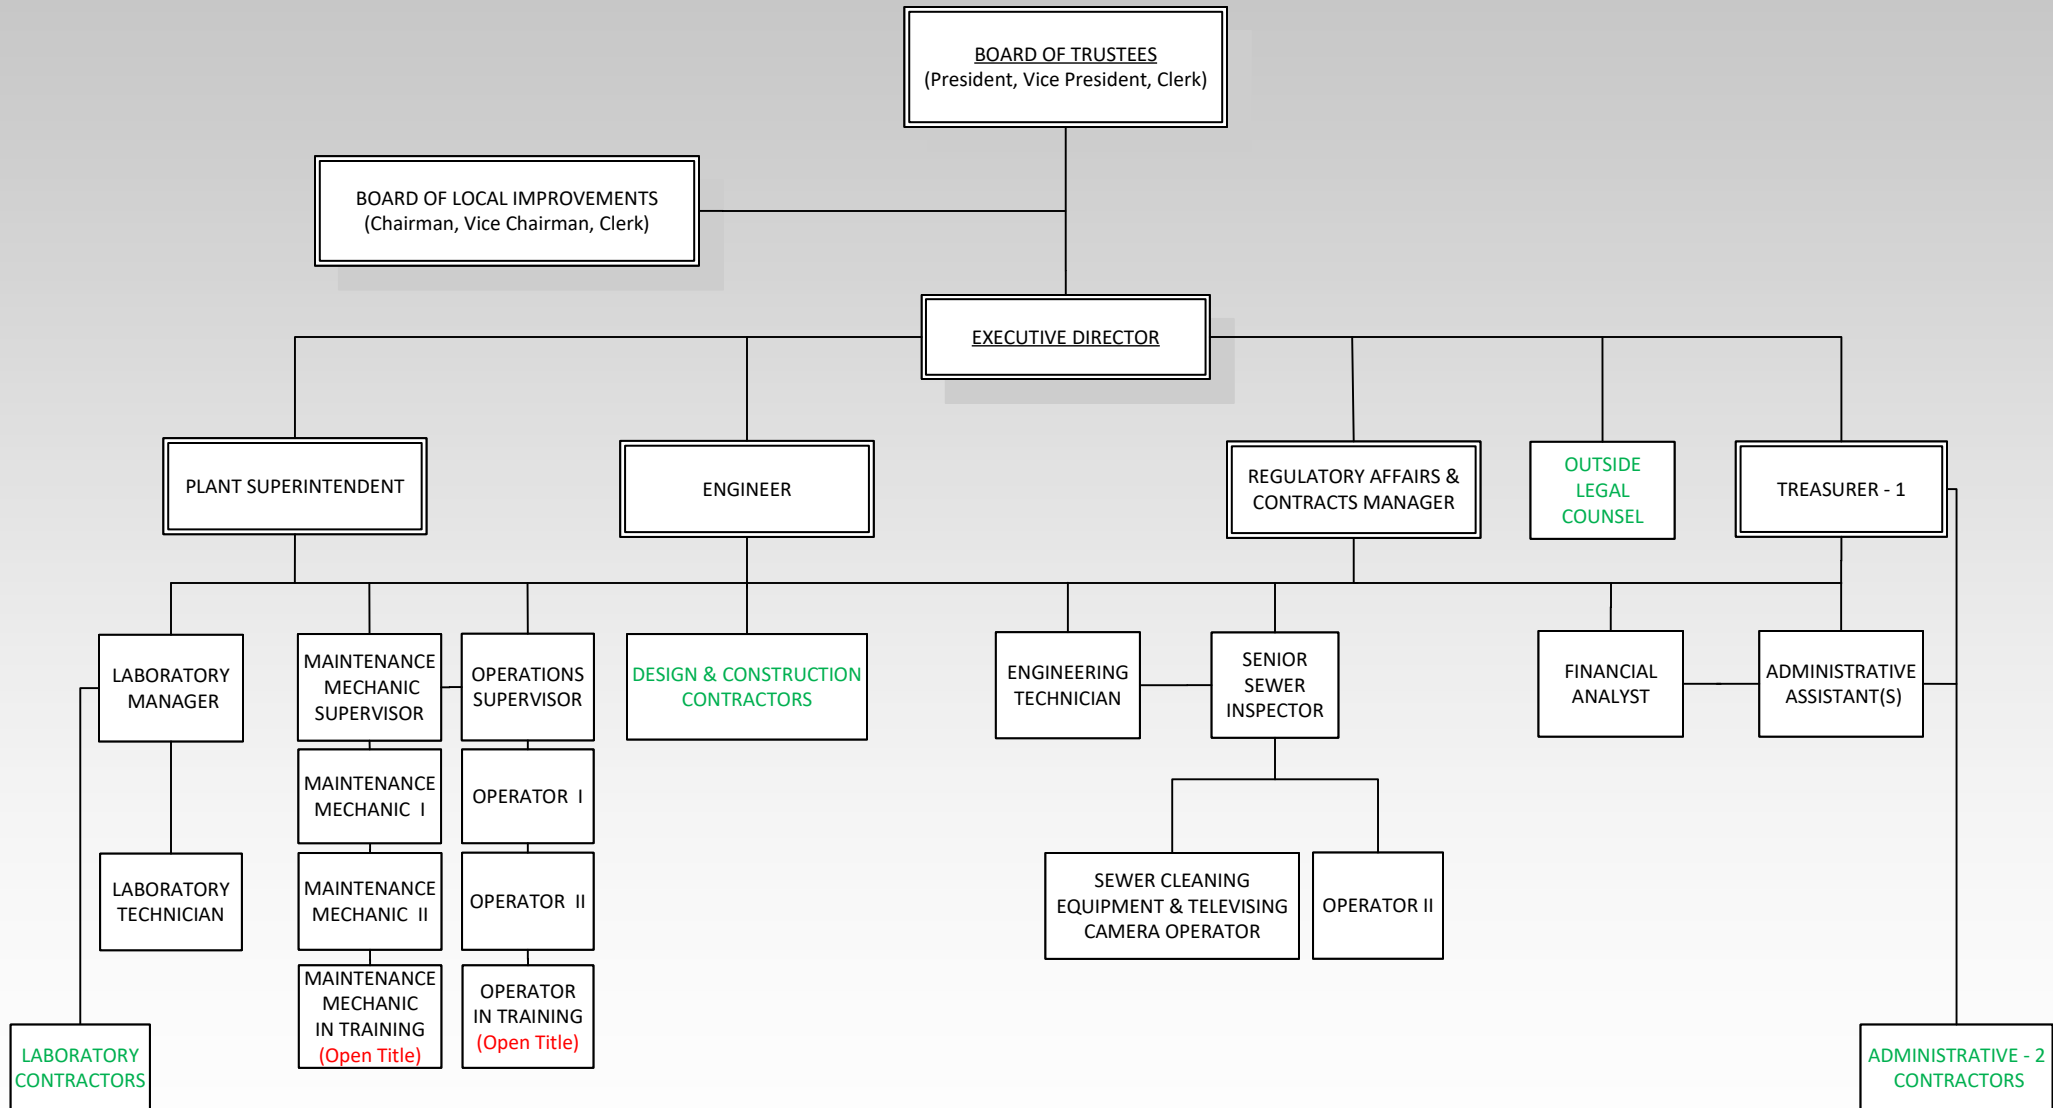 BOARD OF TRUSTEES
(President, Vice President, Clerk)
BOARD OF LOCAL IMPROVEMENTS
(Chairman, Vice Chairman, Clerk)
EXECUTIVE DIRECTOR
PLANT SUPERINTENDENT
ENGINEER
REGULATORY AFFAIRS &
CONTRACTS MANAGER
OUTSIDE
LEGAL
COUNSEL
TREASURER - 1
LABORATORY
MANAGER
MAINTENANCE
MECHANIC
SUPERVISOR
OPERATIONS
SUPERVISOR
DESIGN & CONSTRUCTION
CONTRACTORS
ENGINEERING
TECHNICIAN
SENIOR
SEWER
INSPECTOR
FINANCIAL
ANALYST
ADMINISTRATIVE
ASSISTANT(S)
MAINTENANCE
MECHANIC I
OPERATOR I
LABORATORY
TECHNICIAN
MAINTENANCE
MECHANIC II
OPERATOR II
SEWER CLEANING
EQUIPMENT & TELEVISING
CAMERA OPERATOR
OPERATOR II
MAINTENANCE
MECHANIC
IN TRAINING
(Open Title)
OPERATOR
IN TRAINING
(Open Title)
LABORATORY
CONTRACTORS
ADMINISTRATIVE - 2
CONTRACTORS